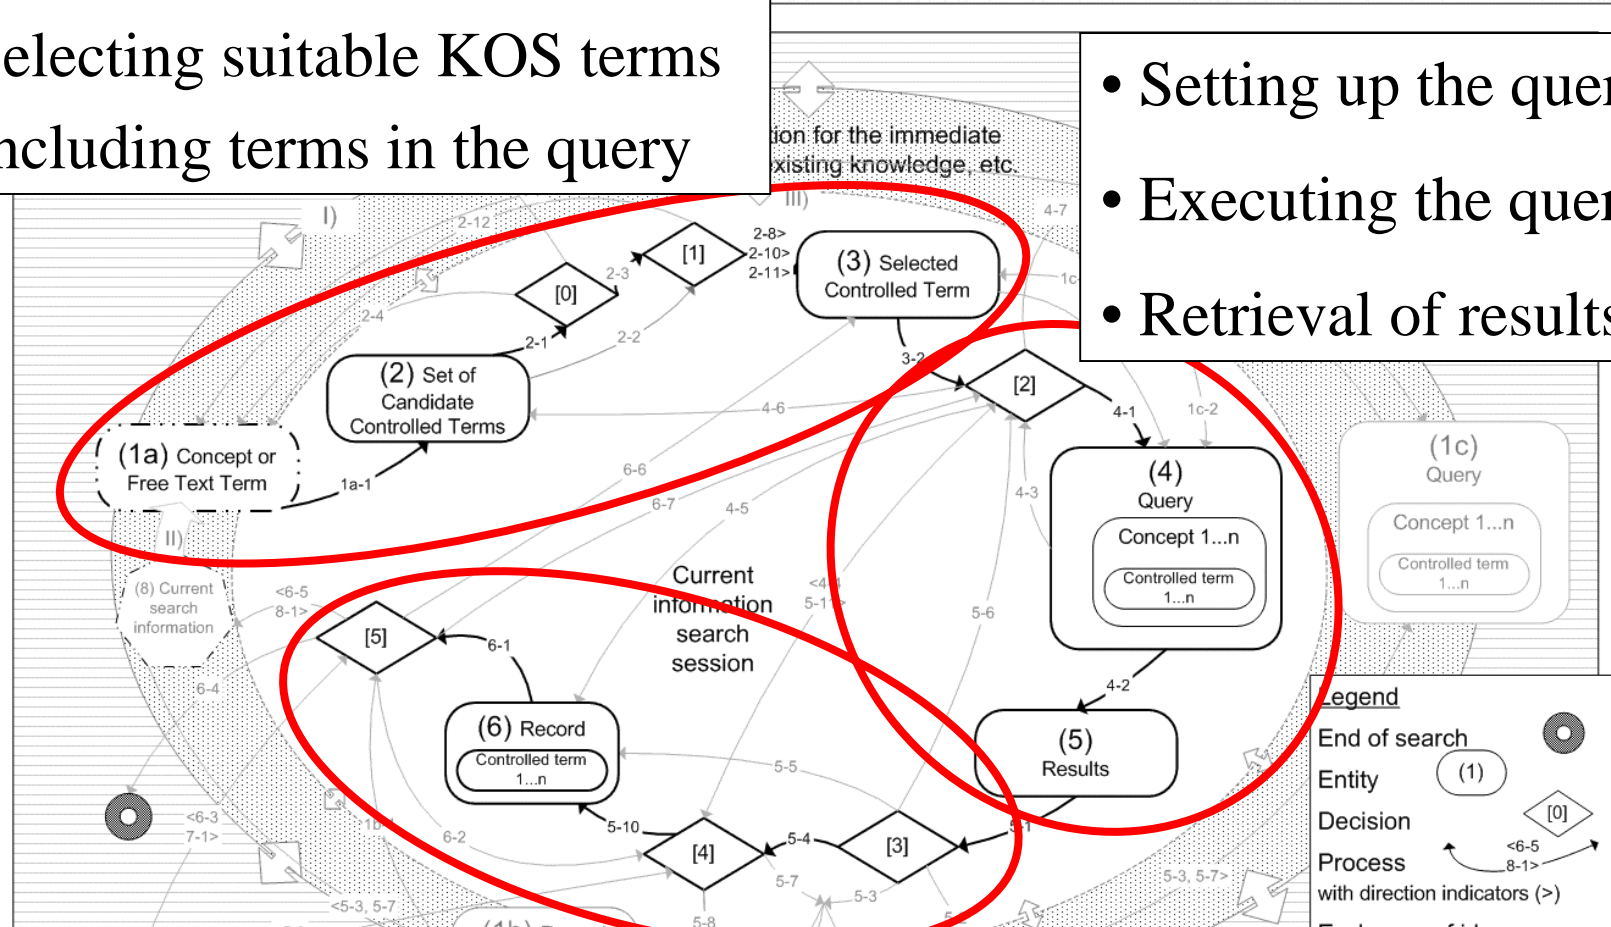 electing suitable KOS terms
ncluding terms in the query
• Setting up the quer
• Executing the quer
• Retrieval of results
tion for the immediate
existing knowledge, etc.
I)
III)
2-12
4-7
[1]
2-8>
2-10>
2-11>
(3) Selected
Controlled Term
1c
2-3
[0]
2-4
2-1
2-2
3-2
[2]
(2) Set of
Candidate
Controlled Terms
4-6
4-1
1c-2
(1a) Concept or
Free Text Term
1a-1
6-6
6-7
4-5
4-3
(4)
Query
Concept 1...n
Controlled term
1...n
(1c)
Query
Concept 1...n
Controlled term
1...n
II)
(8) Current
search
information
<6-5
8-1>
Current
information
search
session
<4-4
5-11>
5-6
[5]
6-1
6-4
4-2
(6) Record
Controlled term
1...n
(5)
Results
5-5
Legend
End of search
Entity
(1)
Decision
[0]
Process
<6-5
8-1>
with direction indicators (>)
<6-3
7-1>
6-2
5-10
[4]
5-4
[3]
5-1
5-7
5-3
5-3, 5-7>
<5-3, 5-7
5-8